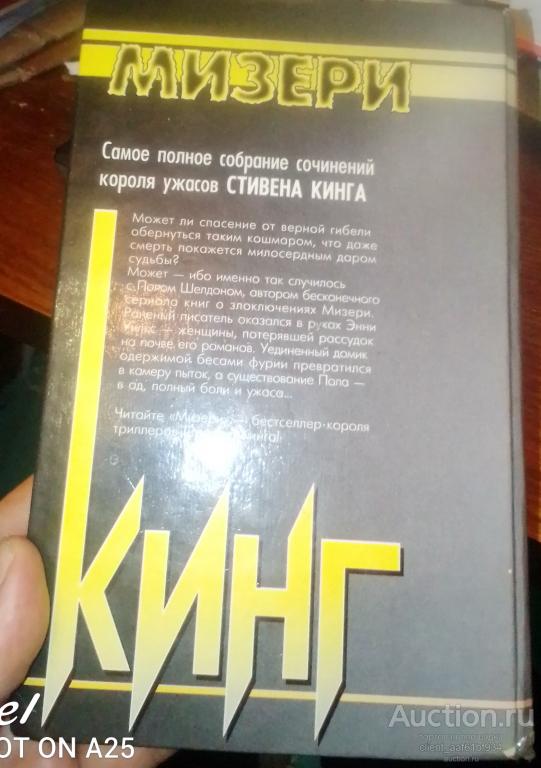 МИЗЕРИ
Самое полное собрание сочинений
короля ужасов СТИВЕНА КИНГА
Может ли спасение от верной гибели
обернуться таким кошмаром, что даже
смерть покажется милосердным даром
судьбы?
Может — ибо именно так случилось
с Полом Шелдоном, автором бесконечного
сериала книг о злоключениях Мизери.
Раненый писатель оказался в руках Энни
Уилкс — женщины, потерявшей рассудок
на почве его романов. Уединенный домик
одержимой бесами фурии превратился
в камеру пыток, а существование Пола —
в ад, полный боли и ужаса...
Читайте «Мизери» — бестселлер короля
КИНГ
OT ON A25
Auction.ru
auction.ru